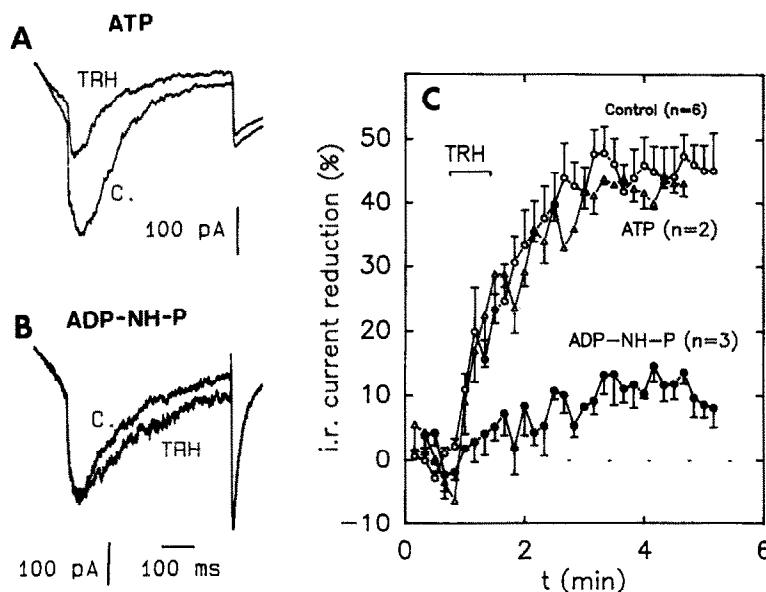 A
ATP
TRH
C.
100 pA
B
ADP-NH-P
C.
TRH
100 pA
100 ms
C
Control (n=6)
TRH
ATP (n=2)
ADP-NH-P (n=3)
i.r. current reduction (%)
50
40
30
20
10
0
-10
0
2
4
6
t (min)